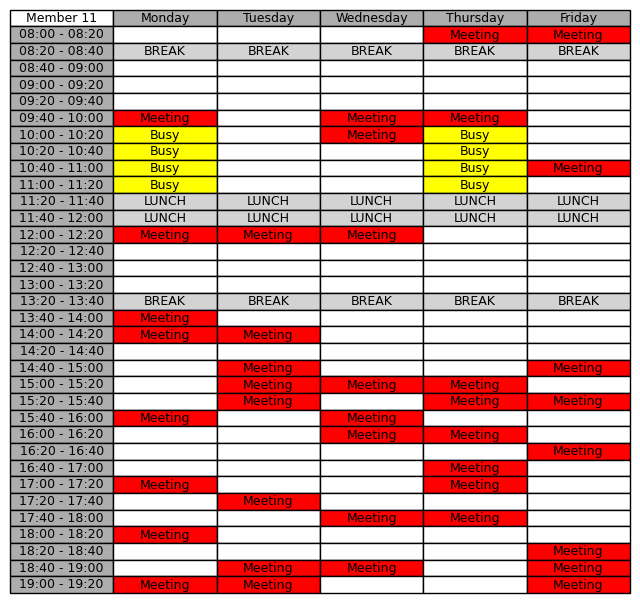 Member 11 Monday Tuesday Wednesday Thursday Friday
08:00 - 08:20 Meeting Meeting
08:20 - 08:40 BREAK BREAK BREAK BREAK BREAK
08:40 - 09:00
09:00 - 09:20
09:20 - 09:40
09:40 - 10:00 Meeting Meeting Meeting
10:00 - 10:20 Busy Meeting Busy
10:20 - 10:40 Busy Busy
10:40 - 11:00 Busy Busy Meeting
11:00 - 11:20 Busy Busy
11:20 - 11:40 LUNCH LUNCH LUNCH LUNCH LUNCH
11:40 - 12:00 LUNCH LUNCH LUNCH LUNCH LUNCH
12:00 - 12:20 Meeting Meeting Meeting
12:20 - 12:40
12:40 - 13:00
13:00 - 13:20
13:20 - 13:40 BREAK BREAK BREAK BREAK BREAK
13:40 - 14:00 Meeting
14:00 - 14:20 Meeting Meeting
14:20 - 14:40
14:40 - 15:00 Meeting Meeting
15:00 - 15:20 Meeting Meeting Meeting
15:20 - 15:40 Meeting Meeting Meeting
15:40 - 16:00 Meeting Meeting
16:00 - 16:20 Meeting Meeting
16:20 - 16:40 Meeting
16:40 - 17:00 Meeting
17:00 - 17:20 Meeting Meeting
17:20 - 17:40 Meeting
17:40 - 18:00 Meeting Meeting
18:00 - 18:20 Meeting
18:20 - 18:40 Meeting
18:40 - 19:00 Meeting Meeting Meeting
19:00 - 19:20 Meeting Meeting Meeting